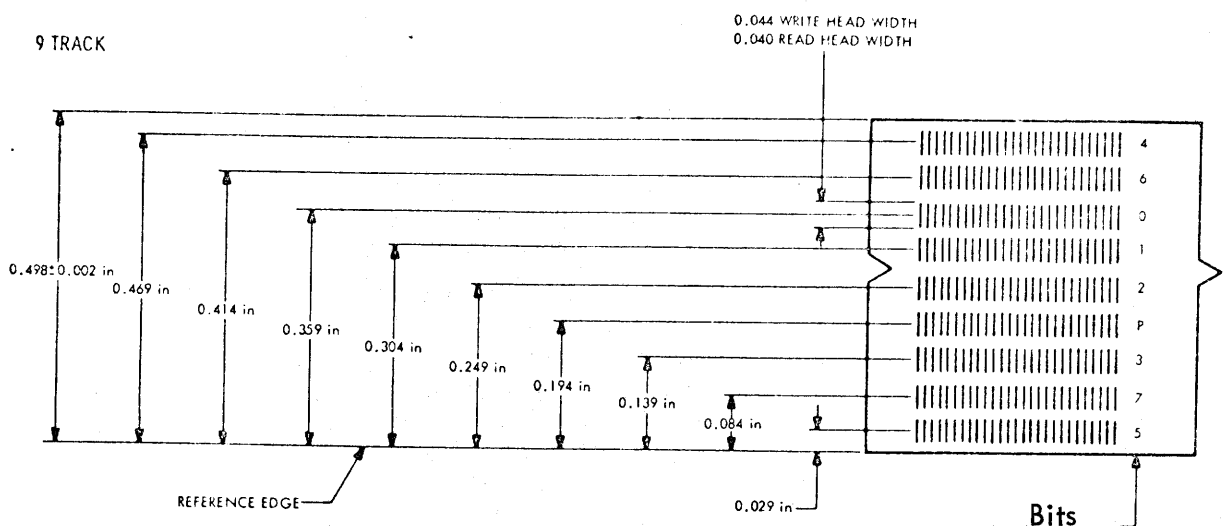 0.044 WRITE HEAD WIDTH
0.040 READ HEAD WIDTH
9 TRACK
4
6
0
1
0.498±0.002 in
0.469 in
2
0.414 in
0.359 in
P
0.304 in
0.249 in
3
0.194 in
0.139 in
7
0.084 in
5
REFERENCE EDGE
0.029 in
Bits